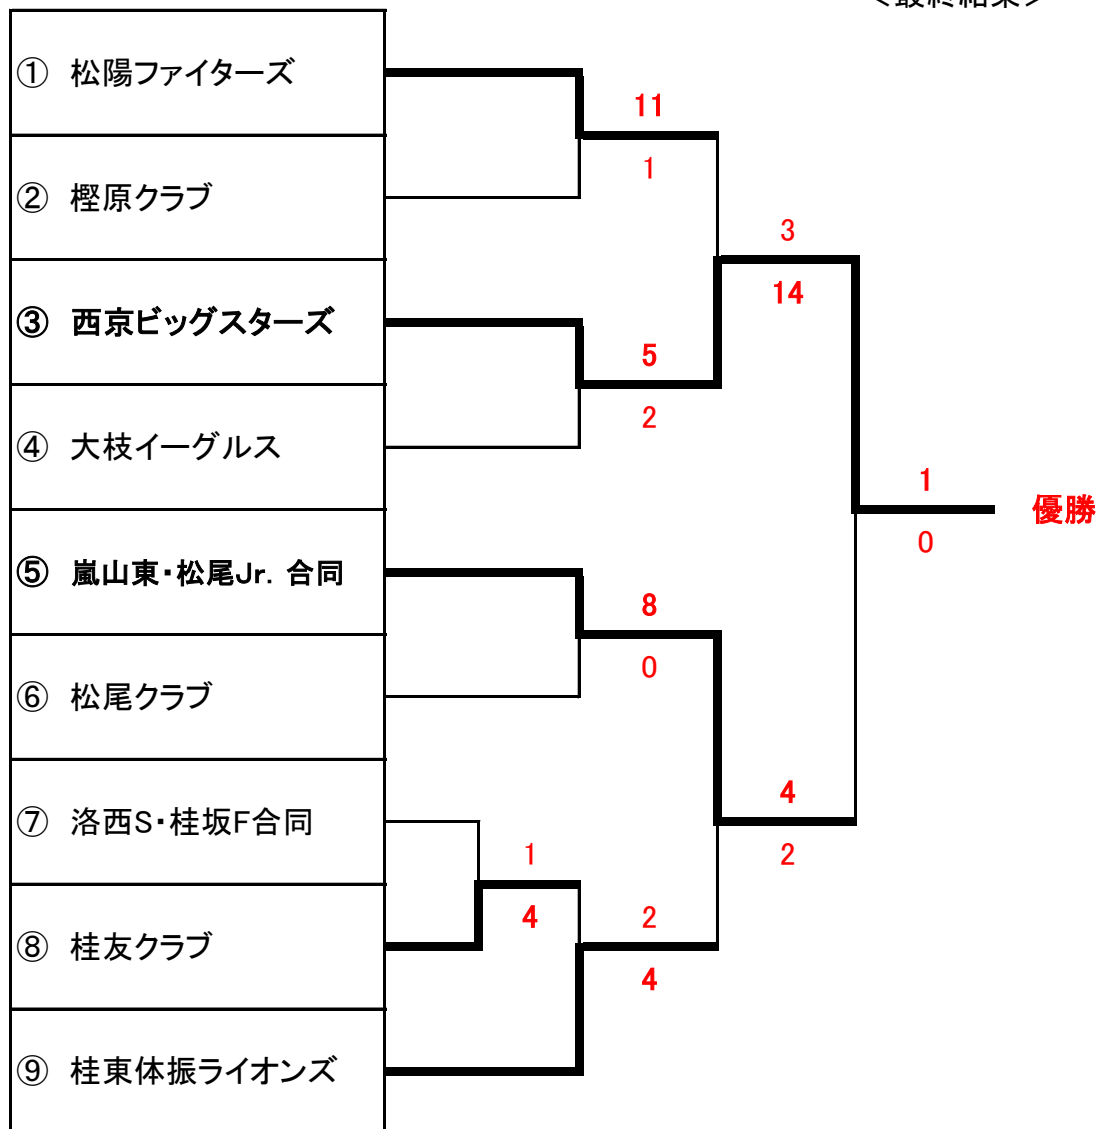 ＜最終結果＞
① 松陽ファイターズ
11
1
② 樫原クラブ
3
14
③ 西京ビッグスターズ
5
2
④ 大枝イーグルス
1
優勝
0
⑤ 嵐山東・松尾Jr. 合同
8
0
⑥ 松尾クラブ
4
2
⑦ 洛西S・桂坂F合同
1
4
⑧ 桂友クラブ
2
4
⑨ 桂東体振ライオンズ